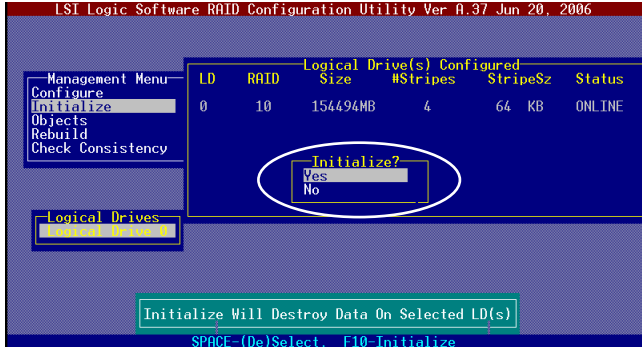 LSI Logic Software RAID Configuration Utility Ver A.37 Jun 20, 2006
Logical Drive(s) Configured
LD RAID Size #Stripes StripeSz Status
0 10 154494MB 4 64 KB ONLINE
Management Menu
Configure
Initialize
Objects
Rebuild
Check Consistency
Initialize?
Yes
No
Logical Drives
Logical Drive 0
Initialize Will Destroy Data On Selected LD(s)
SPACE-(De)Select, F10-Initialize